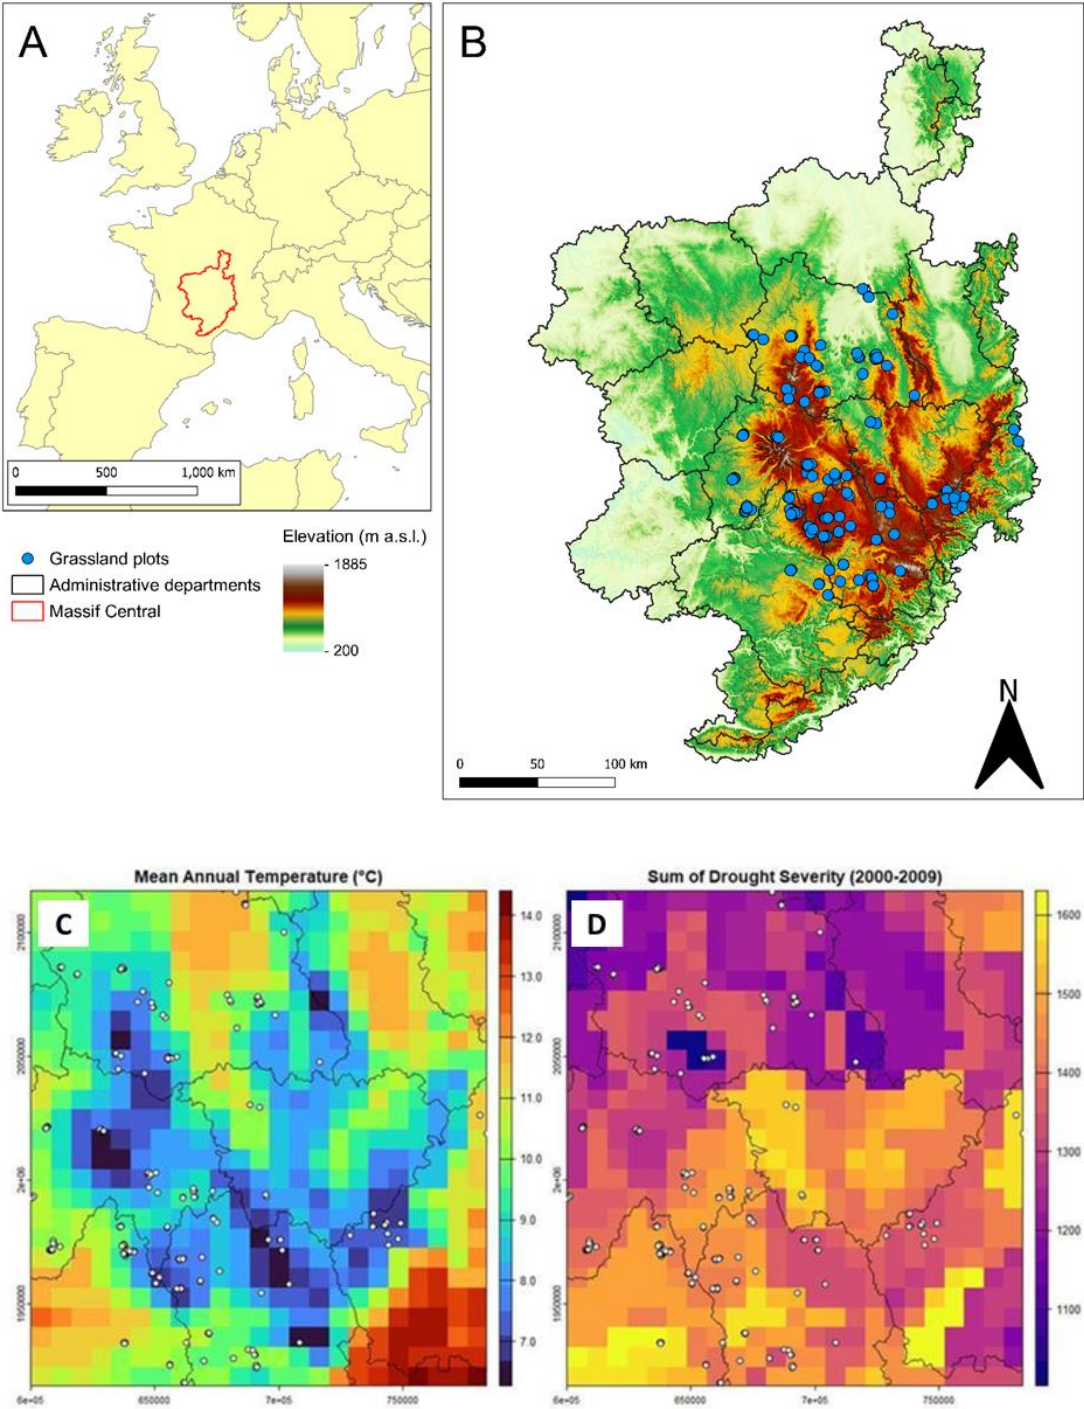 A
B
0 500 1,000 km
Elevation (m a.s.l.)
1885
200
Grassland plots
Administrative departments
Massif Central
N
0 50 100 km
Mean Annual Temperature (°C)
C
2100000
2050000
2e+06
1950000
6e+05 650000 7e+05 750000
14.0
13.0
12.0
11.0
10.0
9.0
8.0
7.0
Sum of Drought Severity (2000-2009)
D
2100000
2050000
2e+06
1950000
6e+05 650000 7e+05 750000
1600
1500
1400
1300
1200
1100